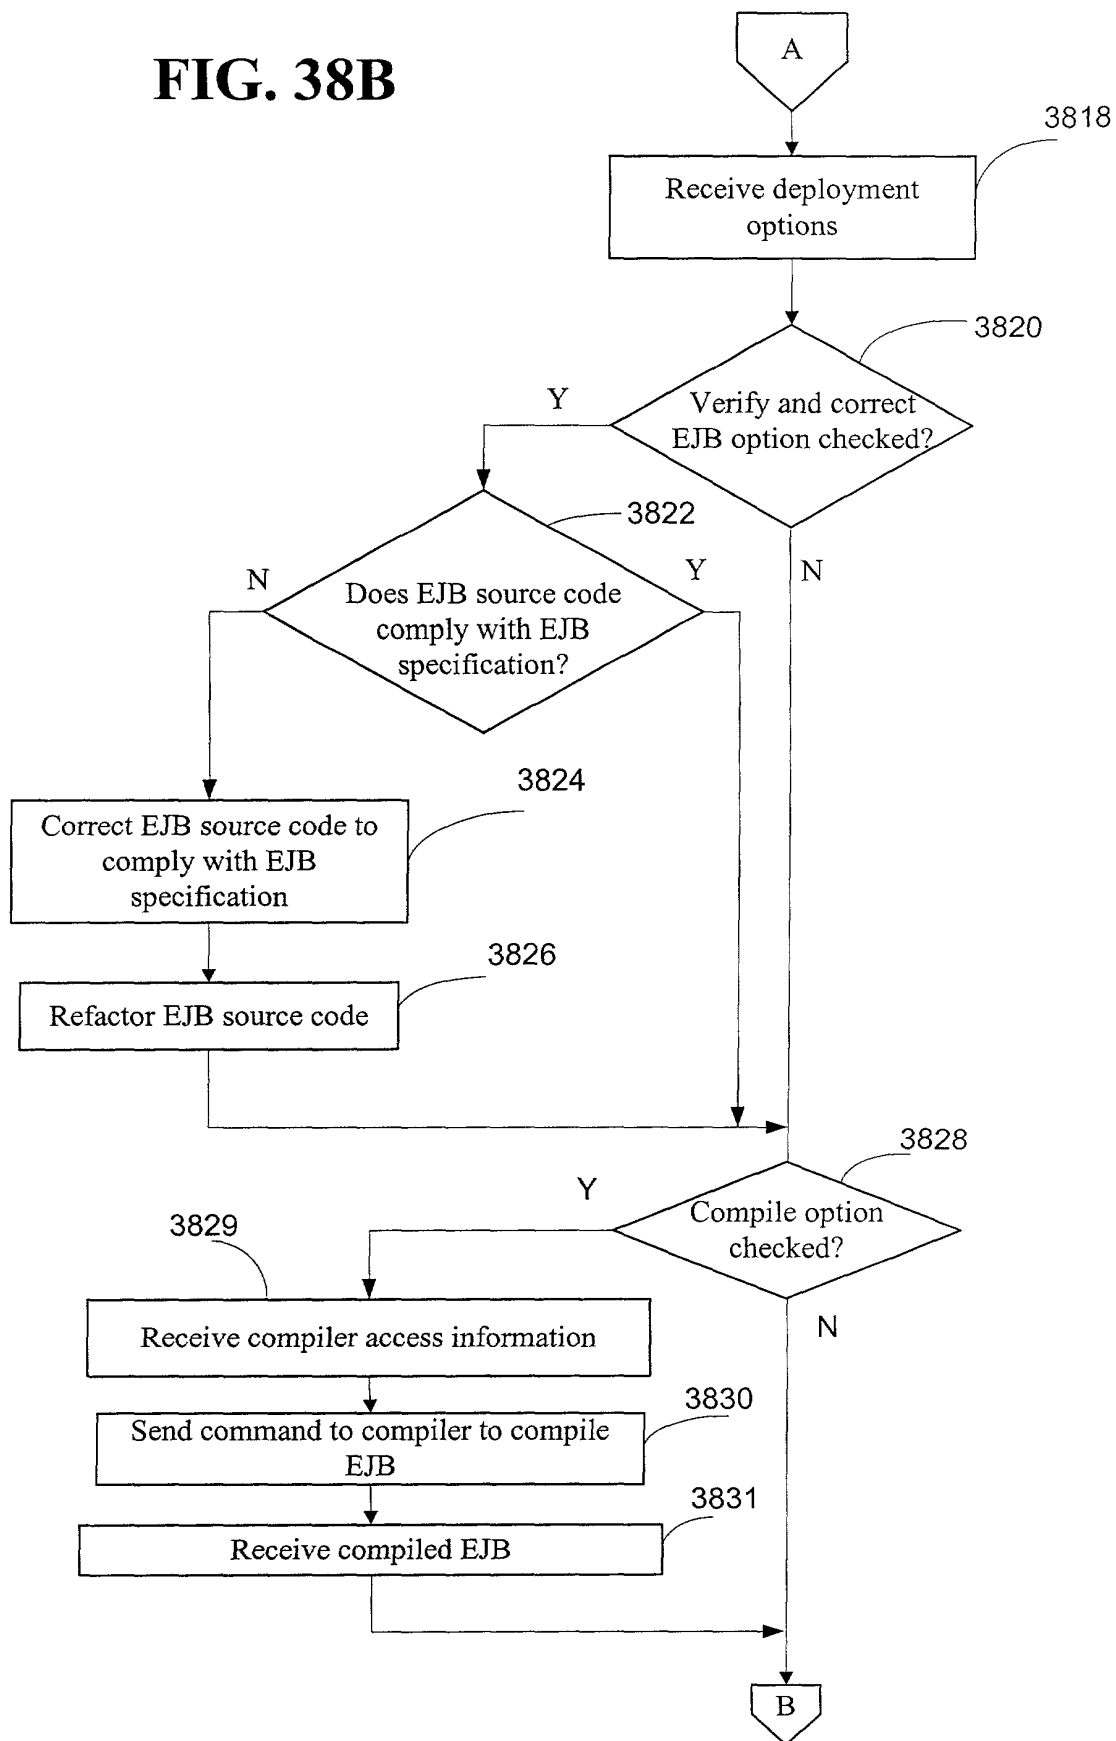 FIG. 38B
A
3818
Receive deployment
options
3820
Verify and correct
EJB option checked?
Y
N
3822
Does EJB source code
comply with EJB
specification?
N
Y
3824
Correct EJB source code to
comply with EJB
specification
3826
Refactor EJB source code
3828
Compile option
checked?
Y
N
3829
Receive compiler access information
3830
Send command to compiler to compile
EJB
3831
Receive compiled EJB
B